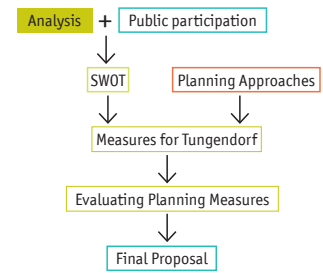 Analysis + Public participation
SWOT Planning Approaches
Measures for Tungendorf
Evaluating Planning Measures
Final Proposal